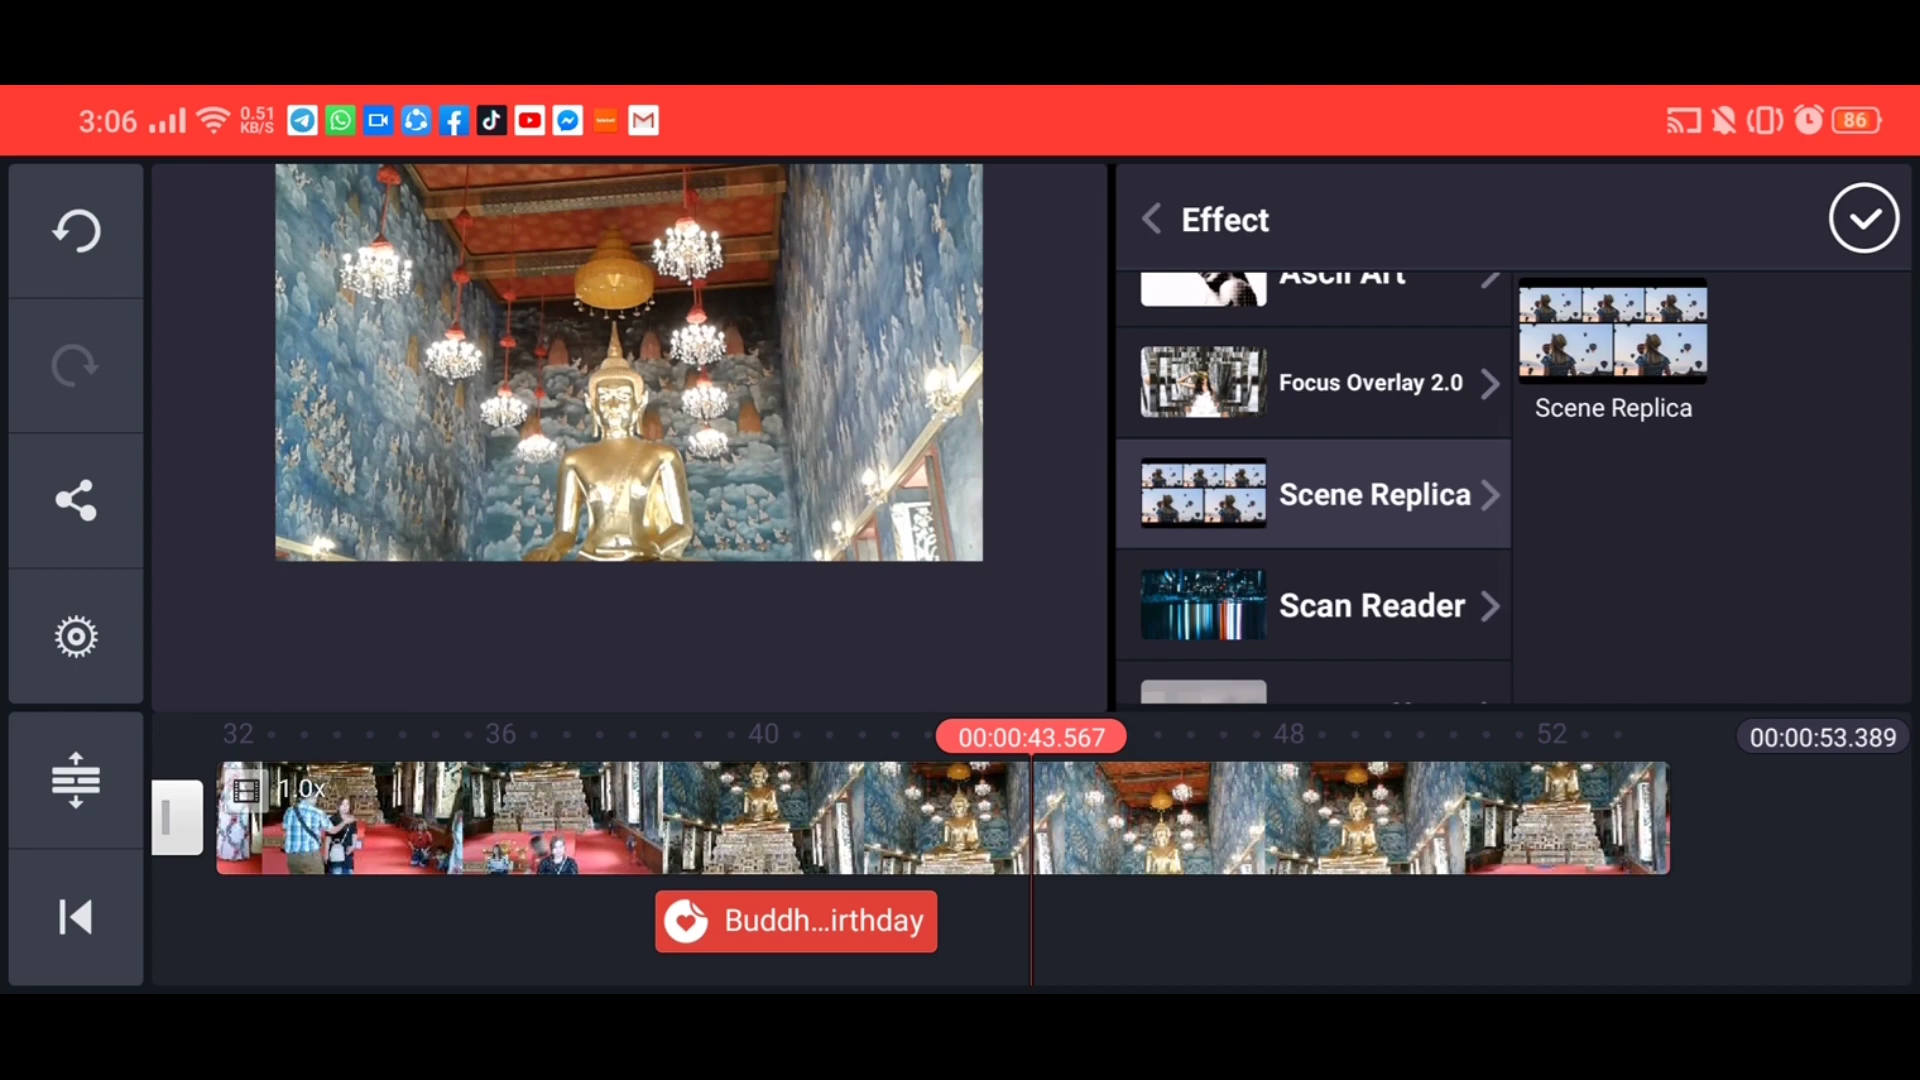 3:06
0.51
KB/S
86
Effect
Ascii Art
Focus Overlay 2.0
Scene Replica
Scan Reader
Scene Replica
32
36
40
00:00:43.567
48
52
00:00:53.389
1.0x
Buddh...irthday